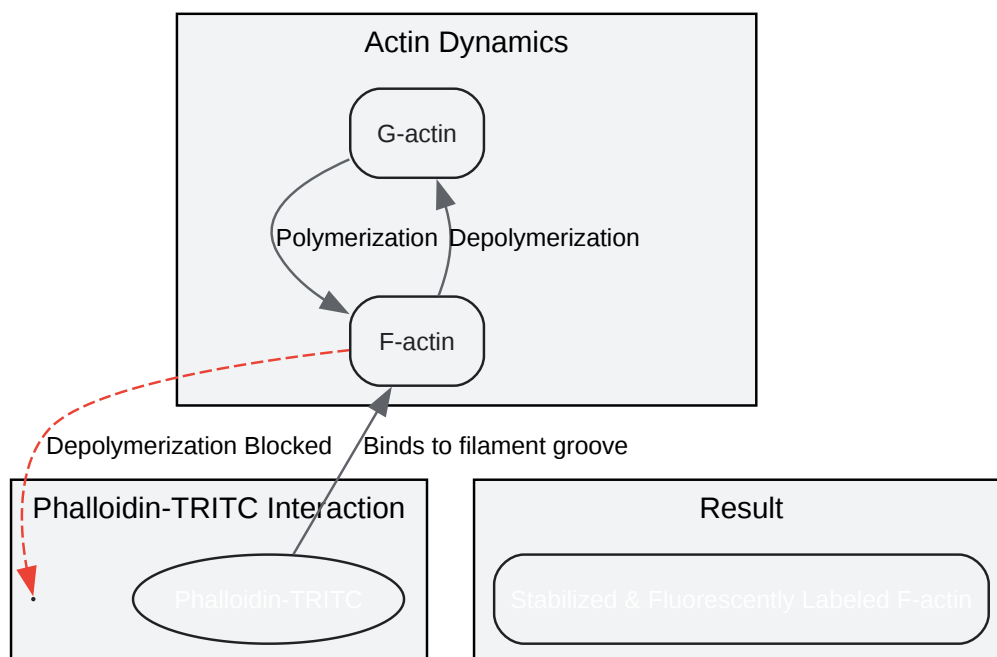 Actin Dynamics
G-actin
Polymerization
Depolymerization
F-actin
Depolymerization Blocked
Binds to filament groove
Phalloidin-TRITC Interaction
Result
Phalloidin-TRITC
Stabilized & Fluorescently Labeled F-actin